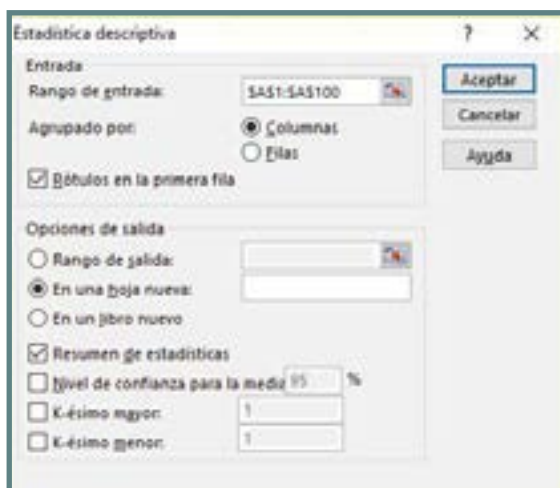 Estadística descriptiva ? ×
Entrada
Rango de entrada: $A$1:$A$100
Agrupado por: Columnas
Filas
Rótulos en la primera fila
Aceptar
Cancelar
Ayuda
Opciones de salida
Rango de salida:
En una hoja nueva:
En un libro nuevo
Resumen de estadísticas
Nivel de confianza para la media 95 %
K-ésimo mayor: 1
K-ésimo menor: 1